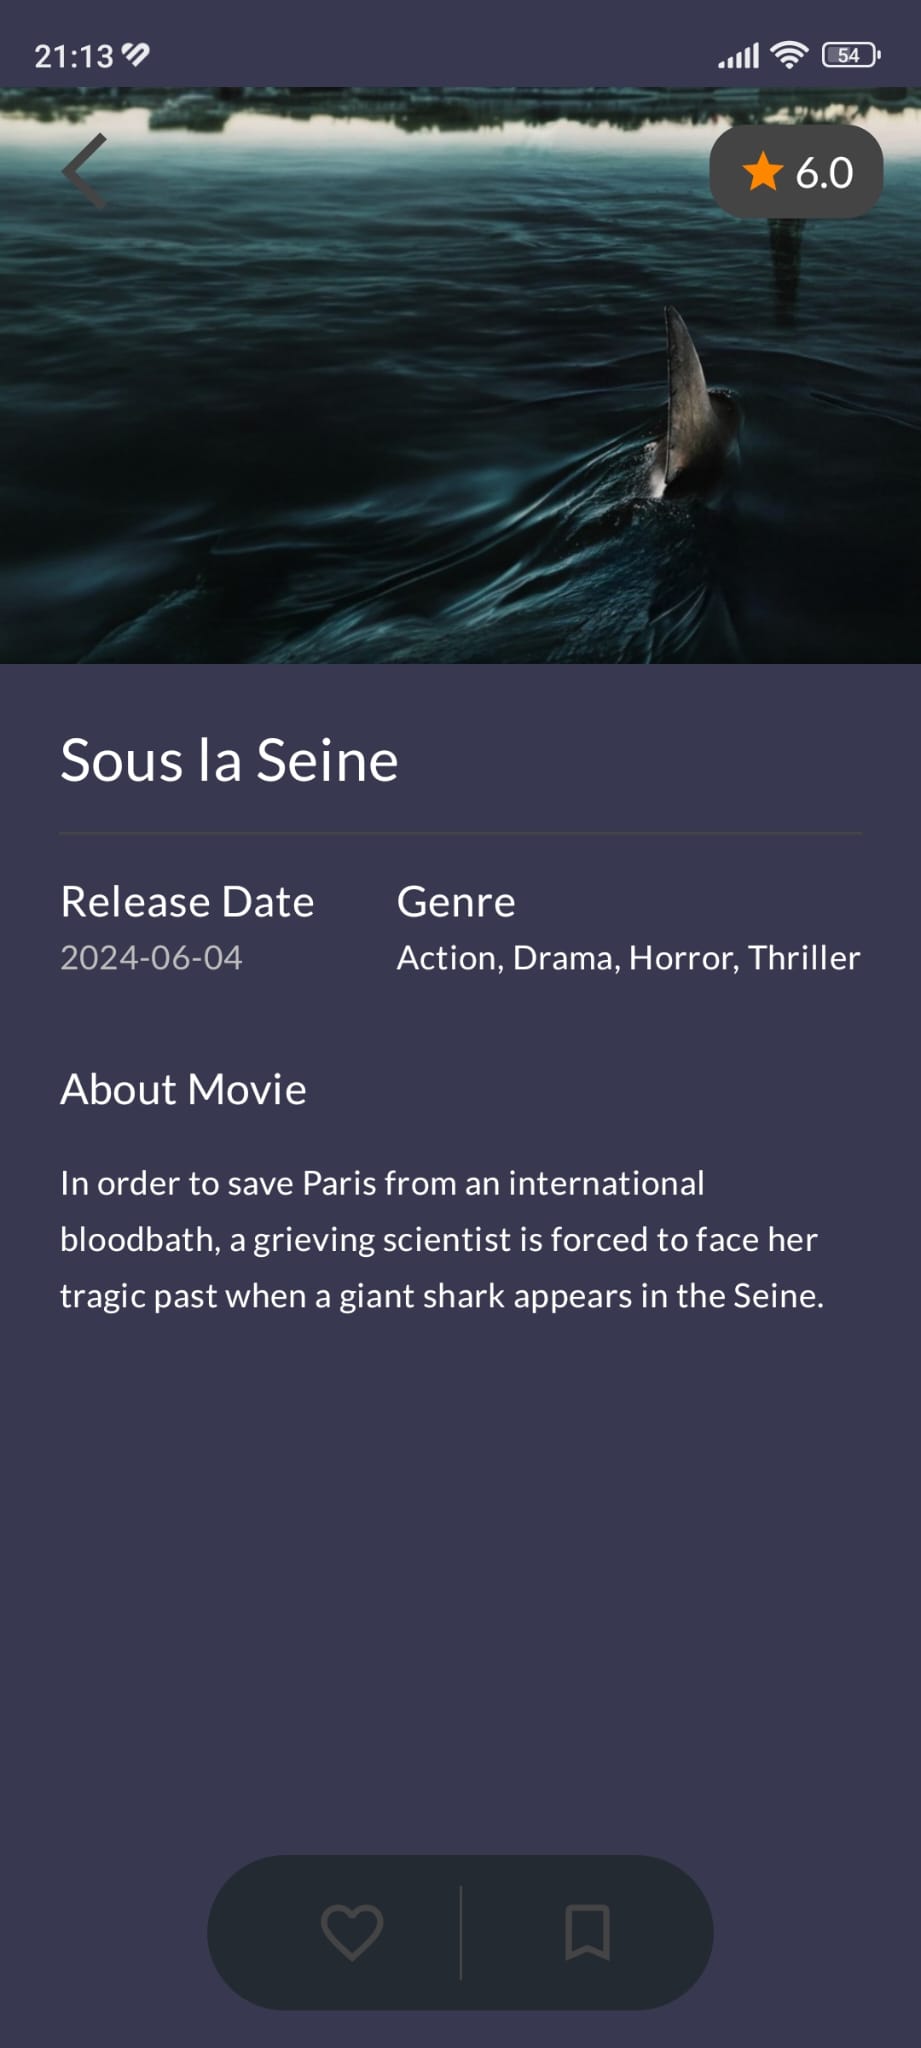 21:13
54
6.0
Sous la Seine
Release Date
2024-06-04
Genre
Action, Drama, Horror, Thriller
About Movie
In order to save Paris from an international
bloodbath, a grieving scientist is forced to face her
tragic past when a giant shark appears in the Seine.